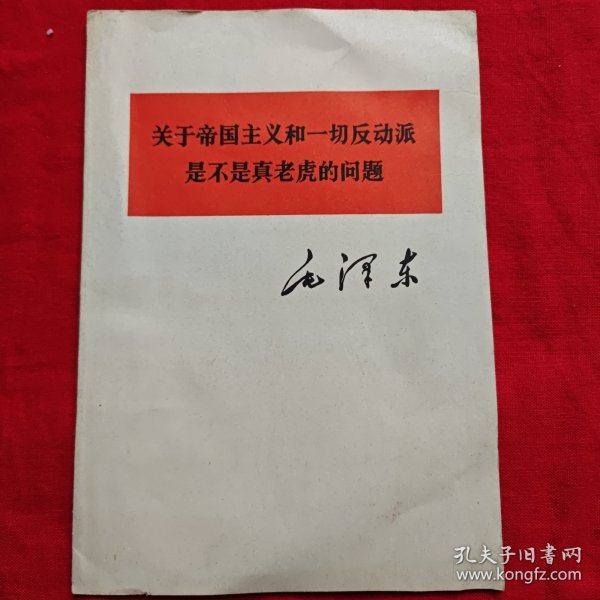 关于帝国主义和一切反动派
是不是真老虎的问题
毛泽东
孔夫子旧书网
www.kongfz.com